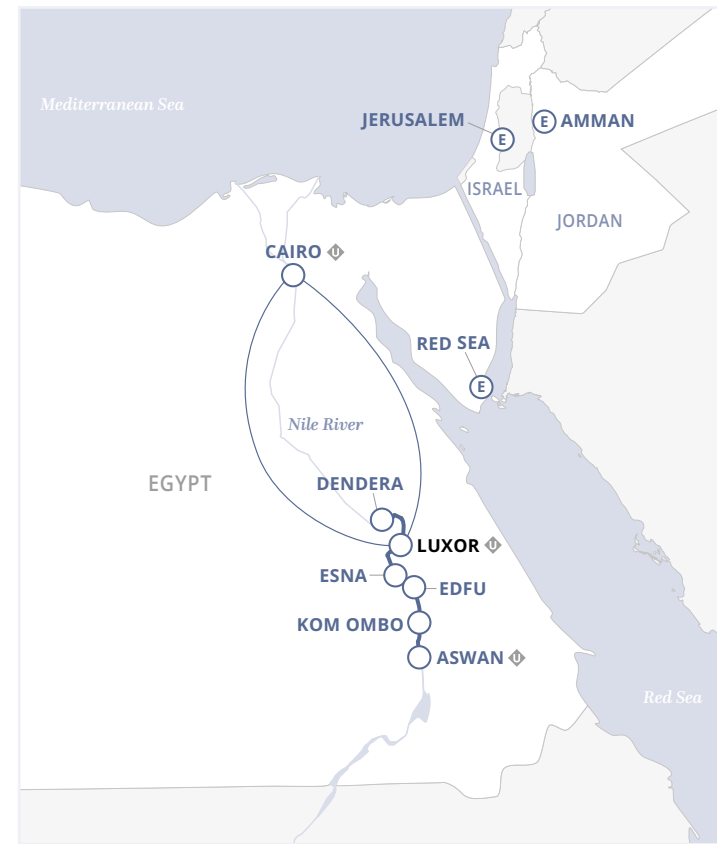 Mediterranean Sea
JERUSALEM
E
E
AMMAN
ISRAEL
JORDAN
CAIRO U
RED SEA
E
Nile River
EGYPT
DENDERA
LUXOR U
ESNA
EDFU
KOM OMBO
ASWAN U
Red Sea